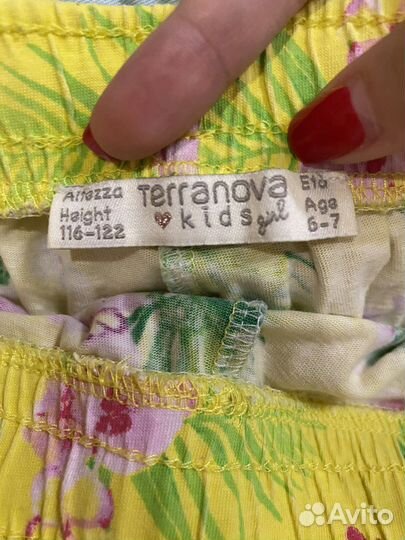 Altezza Terranova Età
Height kids girl Age
116-122 6-7
Avito